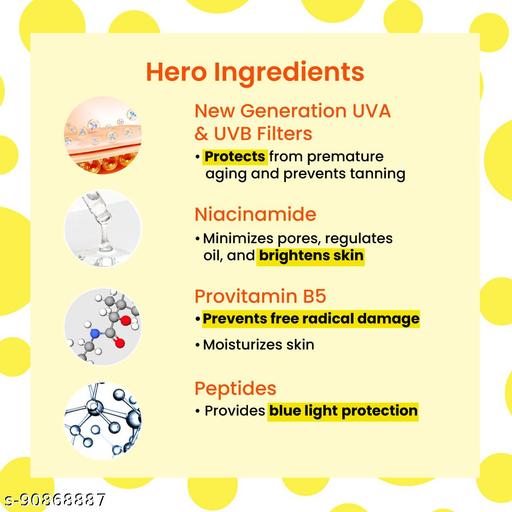 Hero Ingredients
New Generation UVA
& UVB Filters
• Protects from premature
aging and prevents tanning
Niacinamide
• Minimizes pores, regulates
oil, and brightens skin
Provitamin B5
• Prevents free radical damage
• Moisturizes skin
Peptides
• Provides blue light protection
s-90868887